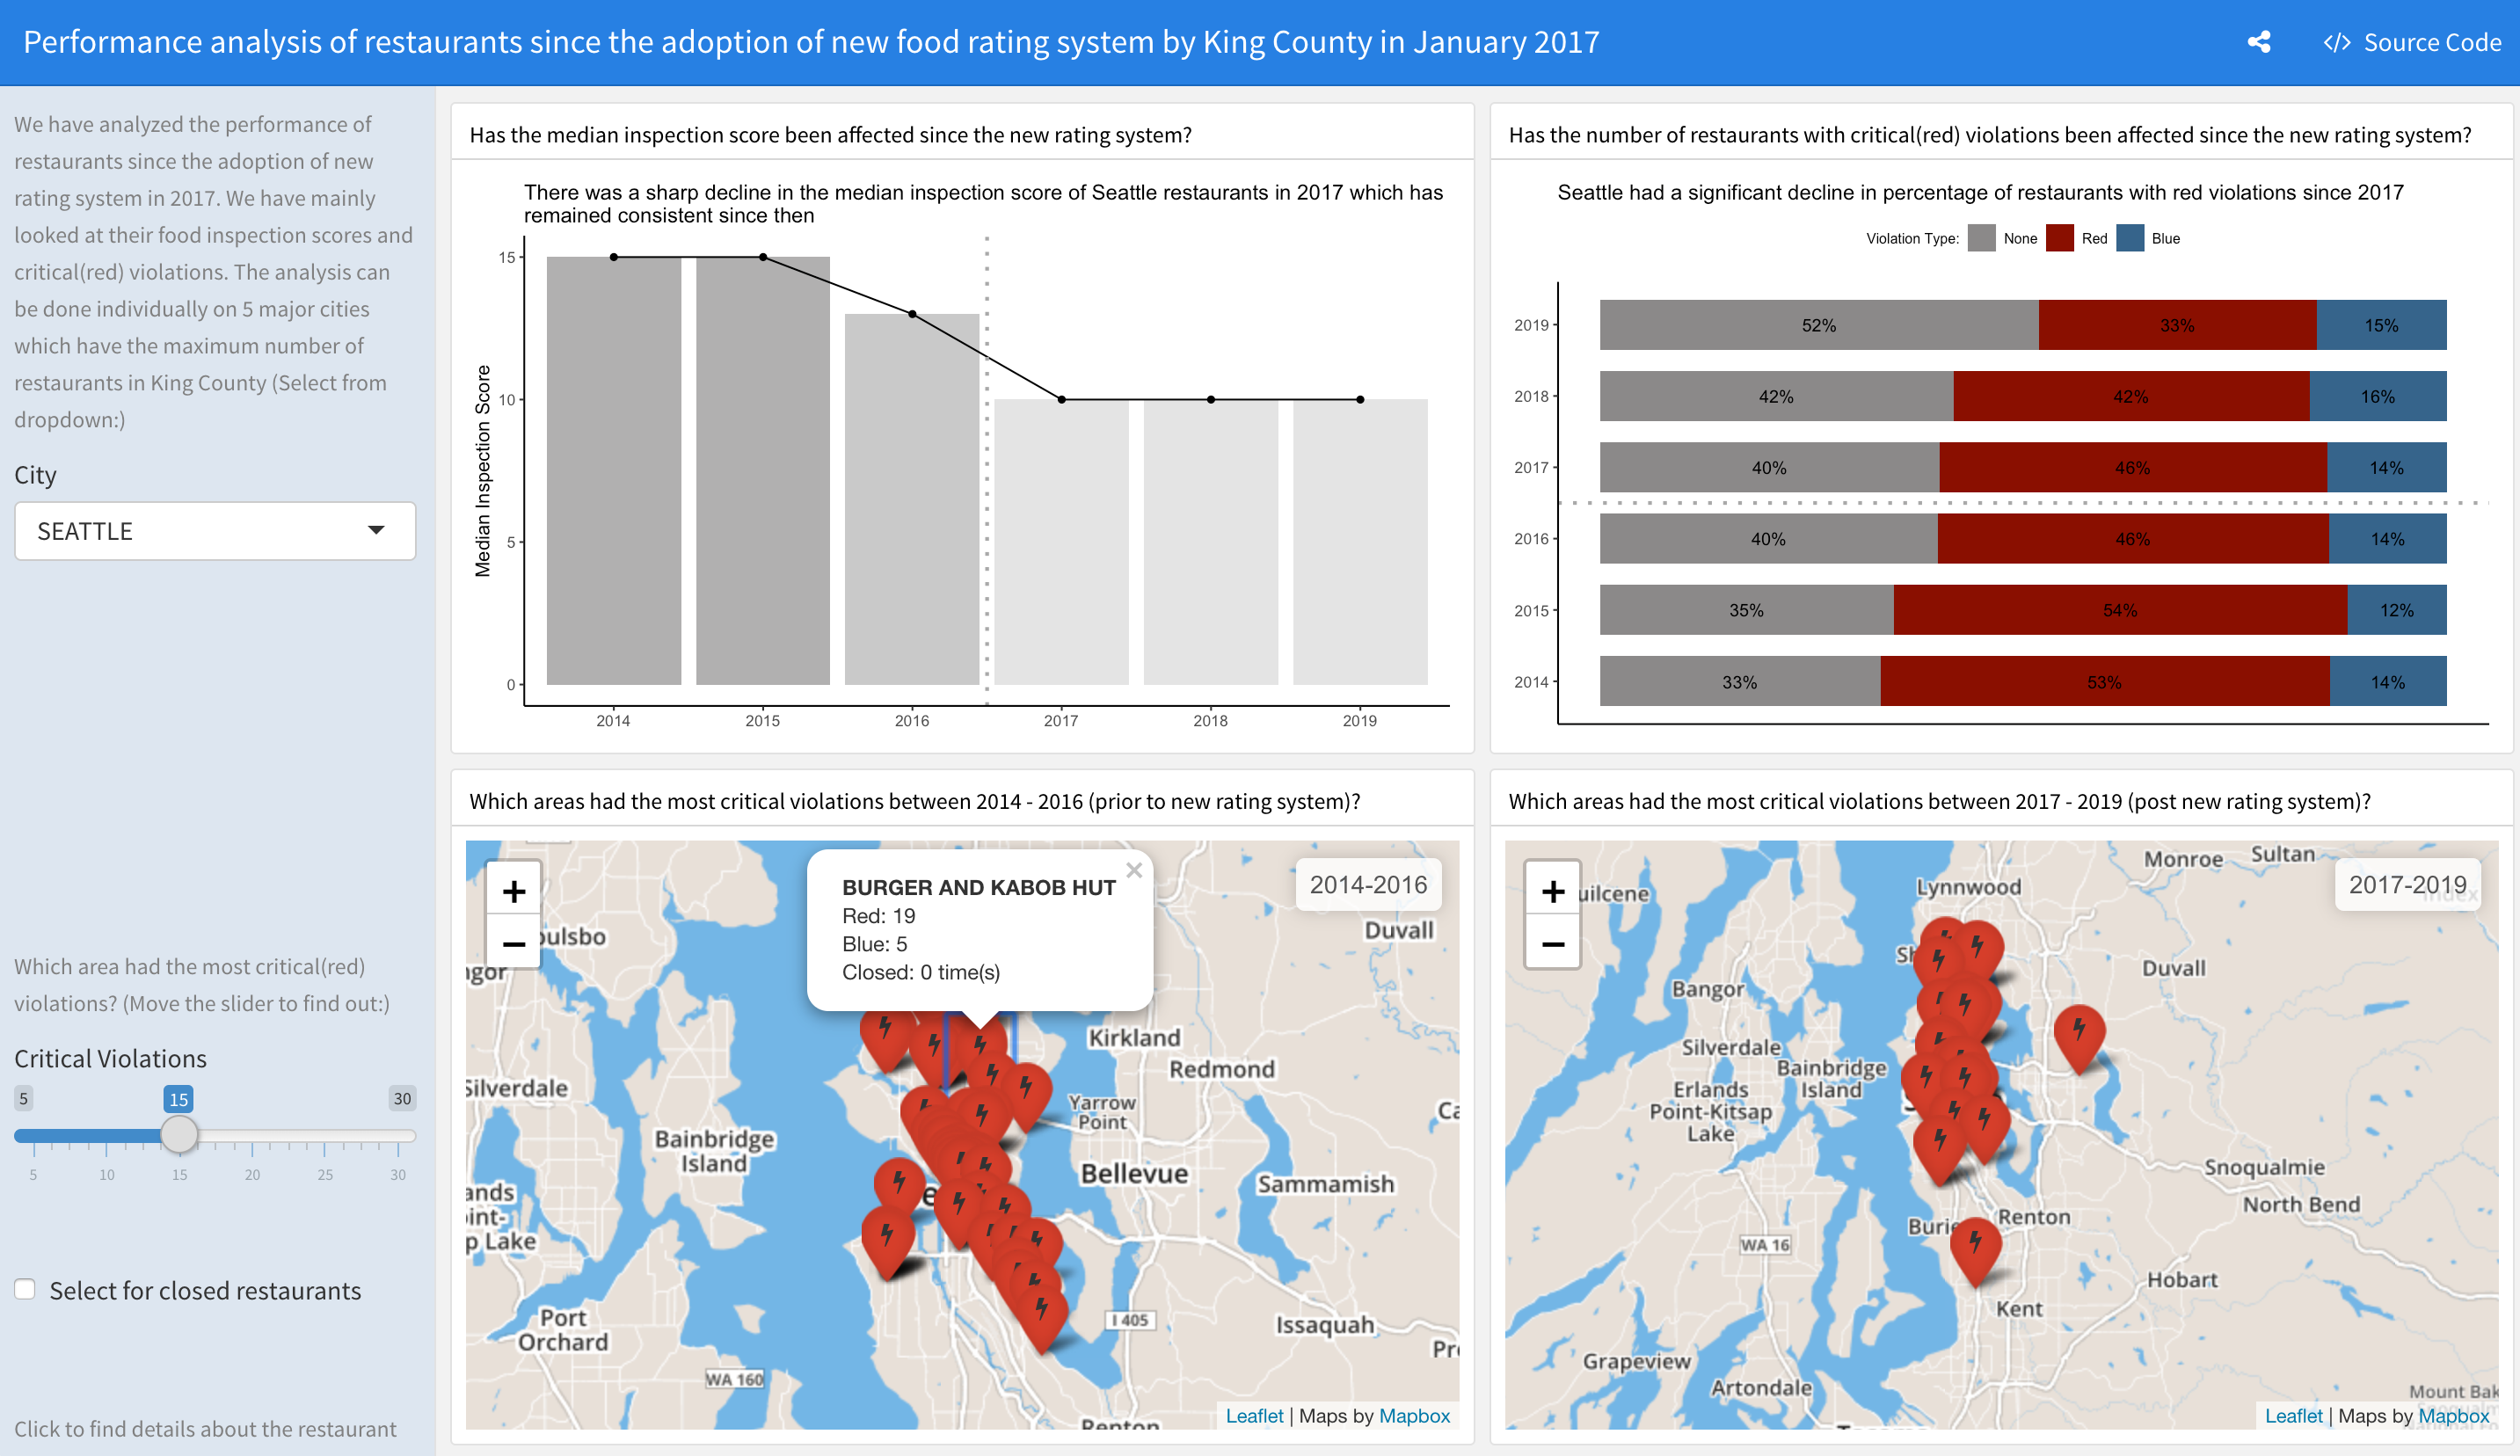 Performance analysis of restaurants since the adoption of new food rating system by King County in January 2017
</> Source Code
We have analyzed the performance of
restaurants since the adoption of new
rating system in 2017. We have mainly
looked at their food inspection scores and
critical(red) violations. The analysis can
be done individually on 5 major cities
which have the maximum number of
restaurants in King County (Select from
dropdown:)
City
SEATTLE
Which area had the most critical(red)
violations? (Move the slider to find out:)
Critical Violations
5
15
30
5 10 15 20 25 30
Select for closed restaurants
Click to find details about the restaurant
Has the median inspection score been affected since the new rating system?
There was a sharp decline in the median inspection score of Seattle restaurants in 2017 which has
remained consistent since then
Median Inspection Score
15
10
5
0
2014 2015 2016 2017 2018 2019
Has the number of restaurants with critical(red) violations been affected since the new rating system?
Seattle had a significant decline in percentage of restaurants with red violations since 2017
Violation Type: None Red Blue
2019 52% 33% 15%
2018 42% 42% 16%
2017 40% 46% 14%
2016 40% 46% 14%
2015 35% 54% 12%
2014 33% 53% 14%
Which areas had the most critical violations between 2014 - 2016 (prior to new rating system)?
+
−
2014-2016
BURGER AND KABOB HUT
×
Red: 19
Blue: 5
Closed: 0 time(s)
Duvall
oulsbo
ngor
Kirkland
Redmond
Silverdale
Yarrow
Point
Bainbridge
Island
Bellevue
Sammamish
ands
oint-
p Lake
Port
Orchard
I 405
Issaquah
WA 160
Renton
Leaflet | Maps by Mapbox
Which areas had the most critical violations between 2017 - 2019 (post new rating system)?
+
−
2017-2019
Monroe
Sultan
uilcene
Lynnwood
Duvall
Bangor
Silverdale
Bainbridge
Island
Erlands
Point-Kitsap
Lake
Snoqualmie
North Bend
Burie
Renton
WA 16
Hobart
Kent
Grapeview
Artondale
Mount Bak
Leaflet | Maps by Mapbox